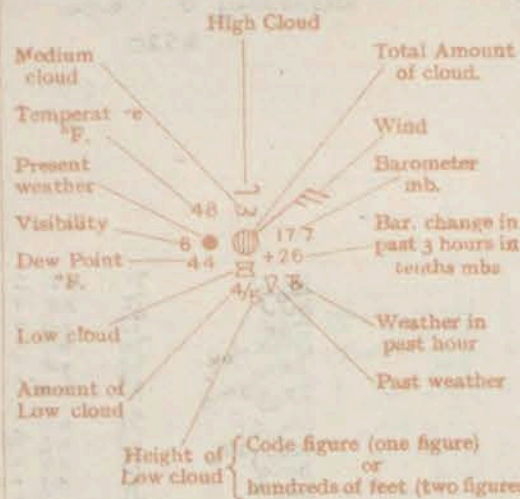 High Cloud
Medium
cloud
Total Amount
of cloud.
Temperat e
°F.
Wind
Present
weather
Barometer
mb.
48
Visibility
6
177
Bar. change in
past 3 hours in
tenths mbs
Dew Point
°F.
44
+26
4/5
Low cloud
Weather in
past hour
Amount of
Low cloud
Past weather
Height of
Low cloud
Code figure (one figure)
or
hundreds of feet (two figures